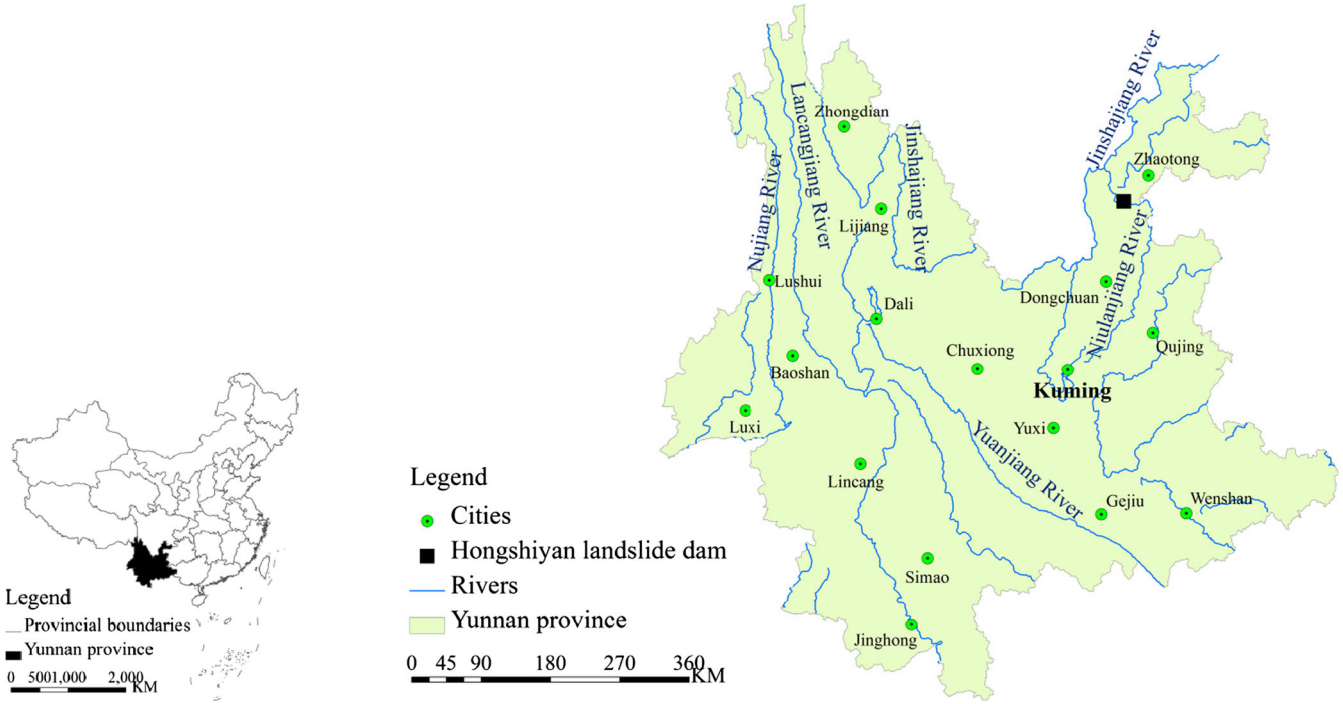 Legend
Provincial boundaries
Yunnan province
0 5001,000 2,000
KM
Legend
Cities
Hongshiyan landslide dam
Rivers
Yunnan province
0 45 90 180 270 360
KM
Zhongdian
Lancangjiang River
Jinshajiang River
Jinshajiang River
Zhaotong
Nujiang River
Lijiang
Niulanjiang River
Lushui
Dongchuan
Dali
Qujing
Chuxiong
Baoshan
Kuming
Luxi
Yuxi
Yuanjiang River
Lincang
Gejiu
Wenshan
Simao
Jinghong